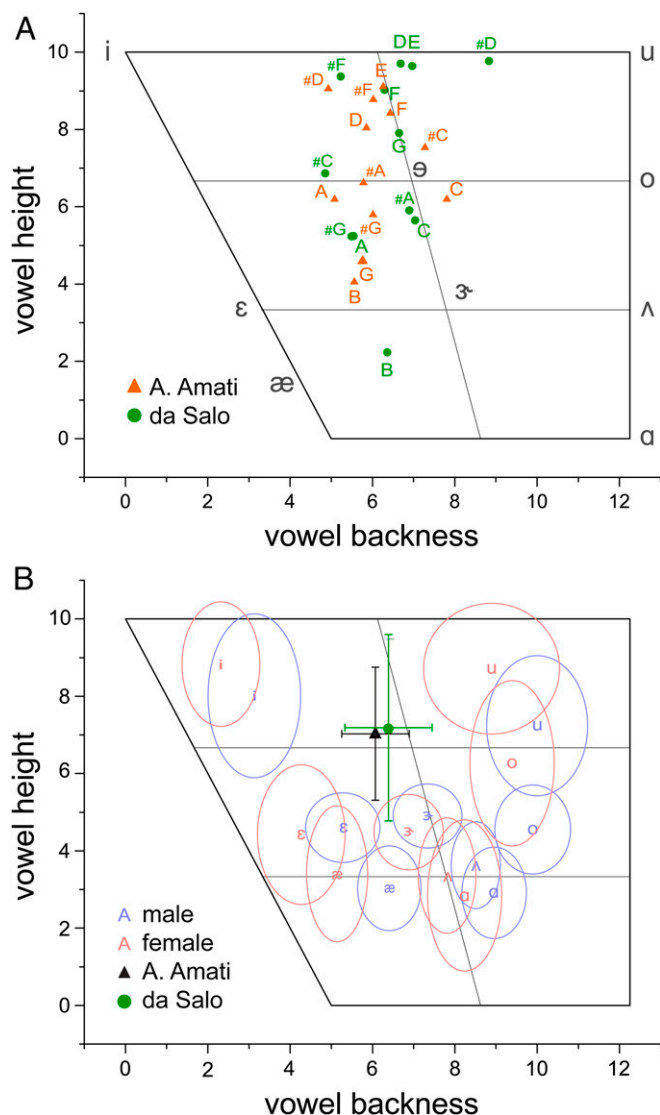 A
vowel height
10
8
6
4
2
0
i
u
o
ʌ
ɑ
ɛ
æ
ɘ
ɝ
D E #D
#F E
#D #F F
D F
G #C
#C #A
A #A C
#G #G C
A
G
B
B
A. Amati
da Salo
0 2 4 6 8 10 12
vowel backness
B
vowel height
10
8
6
4
2
0
i
i
u
u
o
o
ɛ
ɛ
ɝ
ɝ
æ
æ
ʌ
ʌ
ɑ
ɑ
A male
A female
A. Amati
da Salo
0 2 4 6 8 10 12
vowel backness